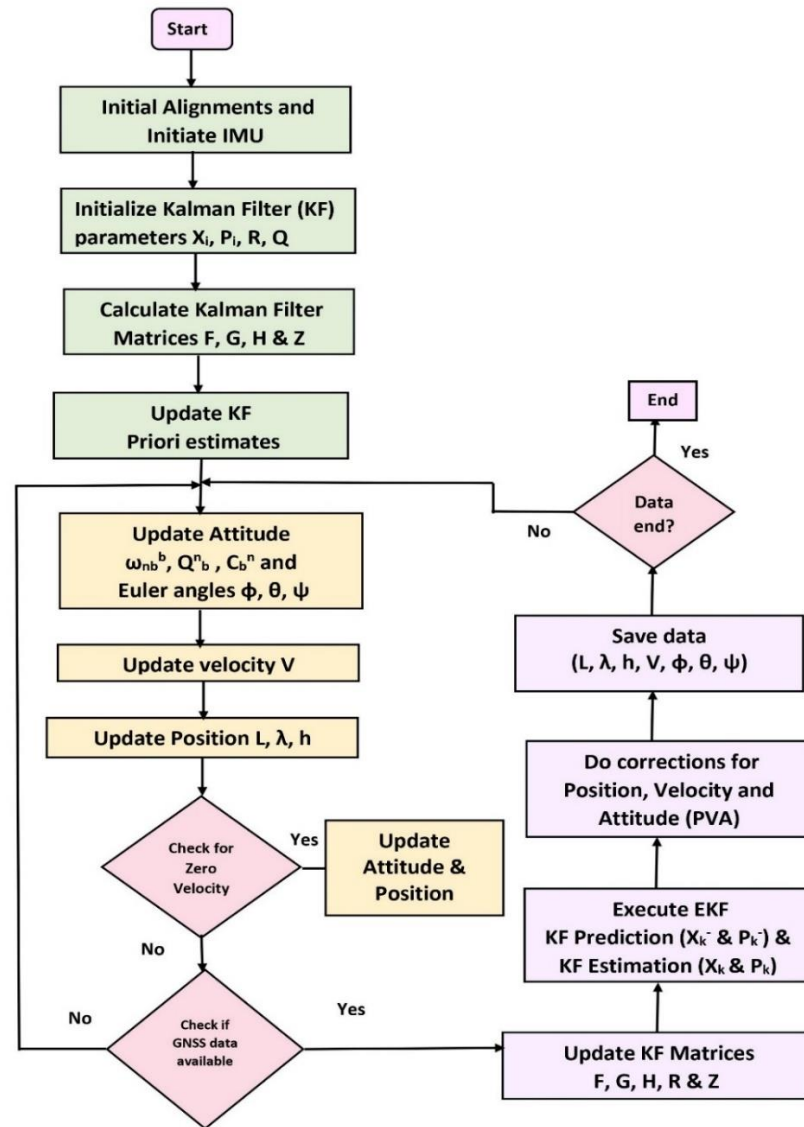 Start
Initial Alignments and
Initiate IMU
Initialize Kalman Filter (KF)
parameters Xᵢ, Pᵢ, R, Q
Calculate Kalman Filter
Matrices F, G, H & Z
Update KF
Priori estimates
Update Attitude
ωₙᵦᵇ, Qⁿᵦ , Cᵦⁿ and
Euler angles ϕ, θ, ψ
Update velocity V
Update Position L, λ, h
Check for
Zero
Velocity
Yes
Update
Attitude &
Position
No
Check if
GNSS data
available
No
Yes
Update KF Matrices
F, G, H, R & Z
Execute EKF
KF Prediction (Xₖ⁻ & Pₖ⁻) &
KF Estimation (Xₖ & Pₖ)
Do corrections for
Position, Velocity and
Attitude (PVA)
Save data
(L, λ, h, V, ϕ, θ, ψ)
Data
end?
No
Yes
End